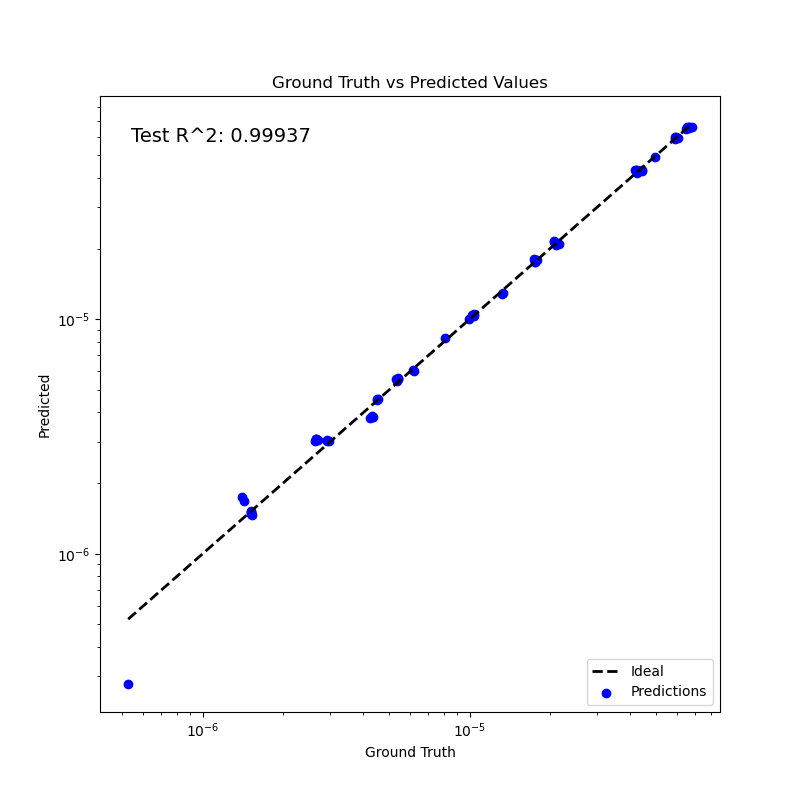 Ground Truth vs Predicted Values
Test R^2: 0.99937
10⁻⁵
10⁻⁶
Predicted
Ideal
Predictions
10⁻⁶
10⁻⁵
Ground Truth